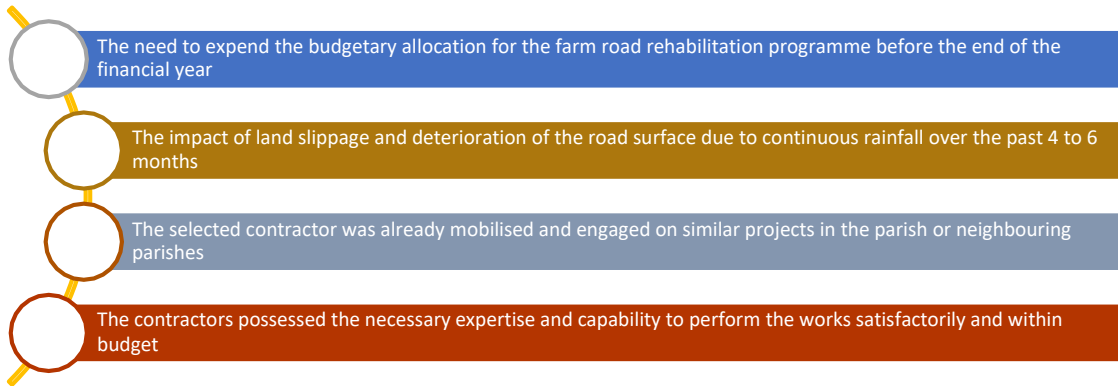 The need to expend the budgetary allocation for the farm road rehabilitation programme before the end of the
financial year
The impact of land slippage and deterioration of the road surface due to continuous rainfall over the past 4 to 6
months
The selected contractor was already mobilised and engaged on similar projects in the parish or neighbouring
parishes
The contractors possessed the necessary expertise and capability to perform the works satisfactorily and within
budget